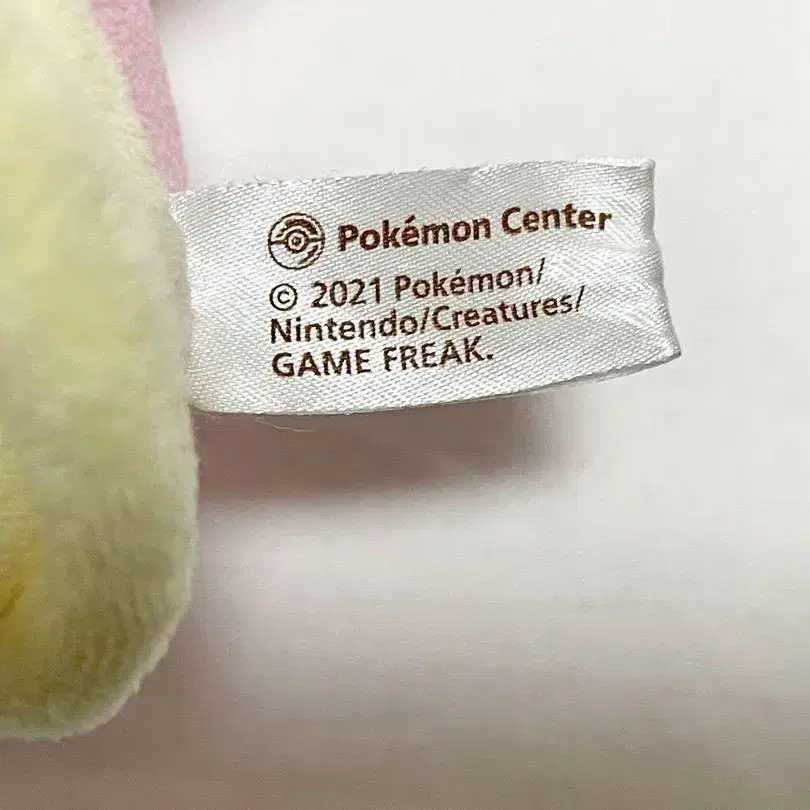 Pokémon Center
© 2021 Pokémon/
Nintendo/Creatures/
GAME FREAK.